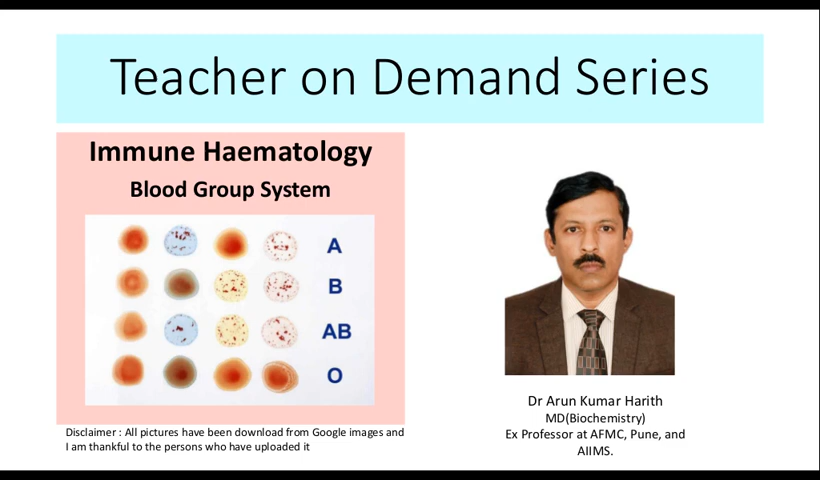 Teacher on Demand Series
Immune Haematology
Blood Group System
A
B
AB
O
Disclaimer : All pictures have been download from Google images and
I am thankful to the persons who have uploaded it
Dr Arun Kumar Harith
MD(Biochemistry)
Ex Professor at AFMC, Pune, and
AIIMS.